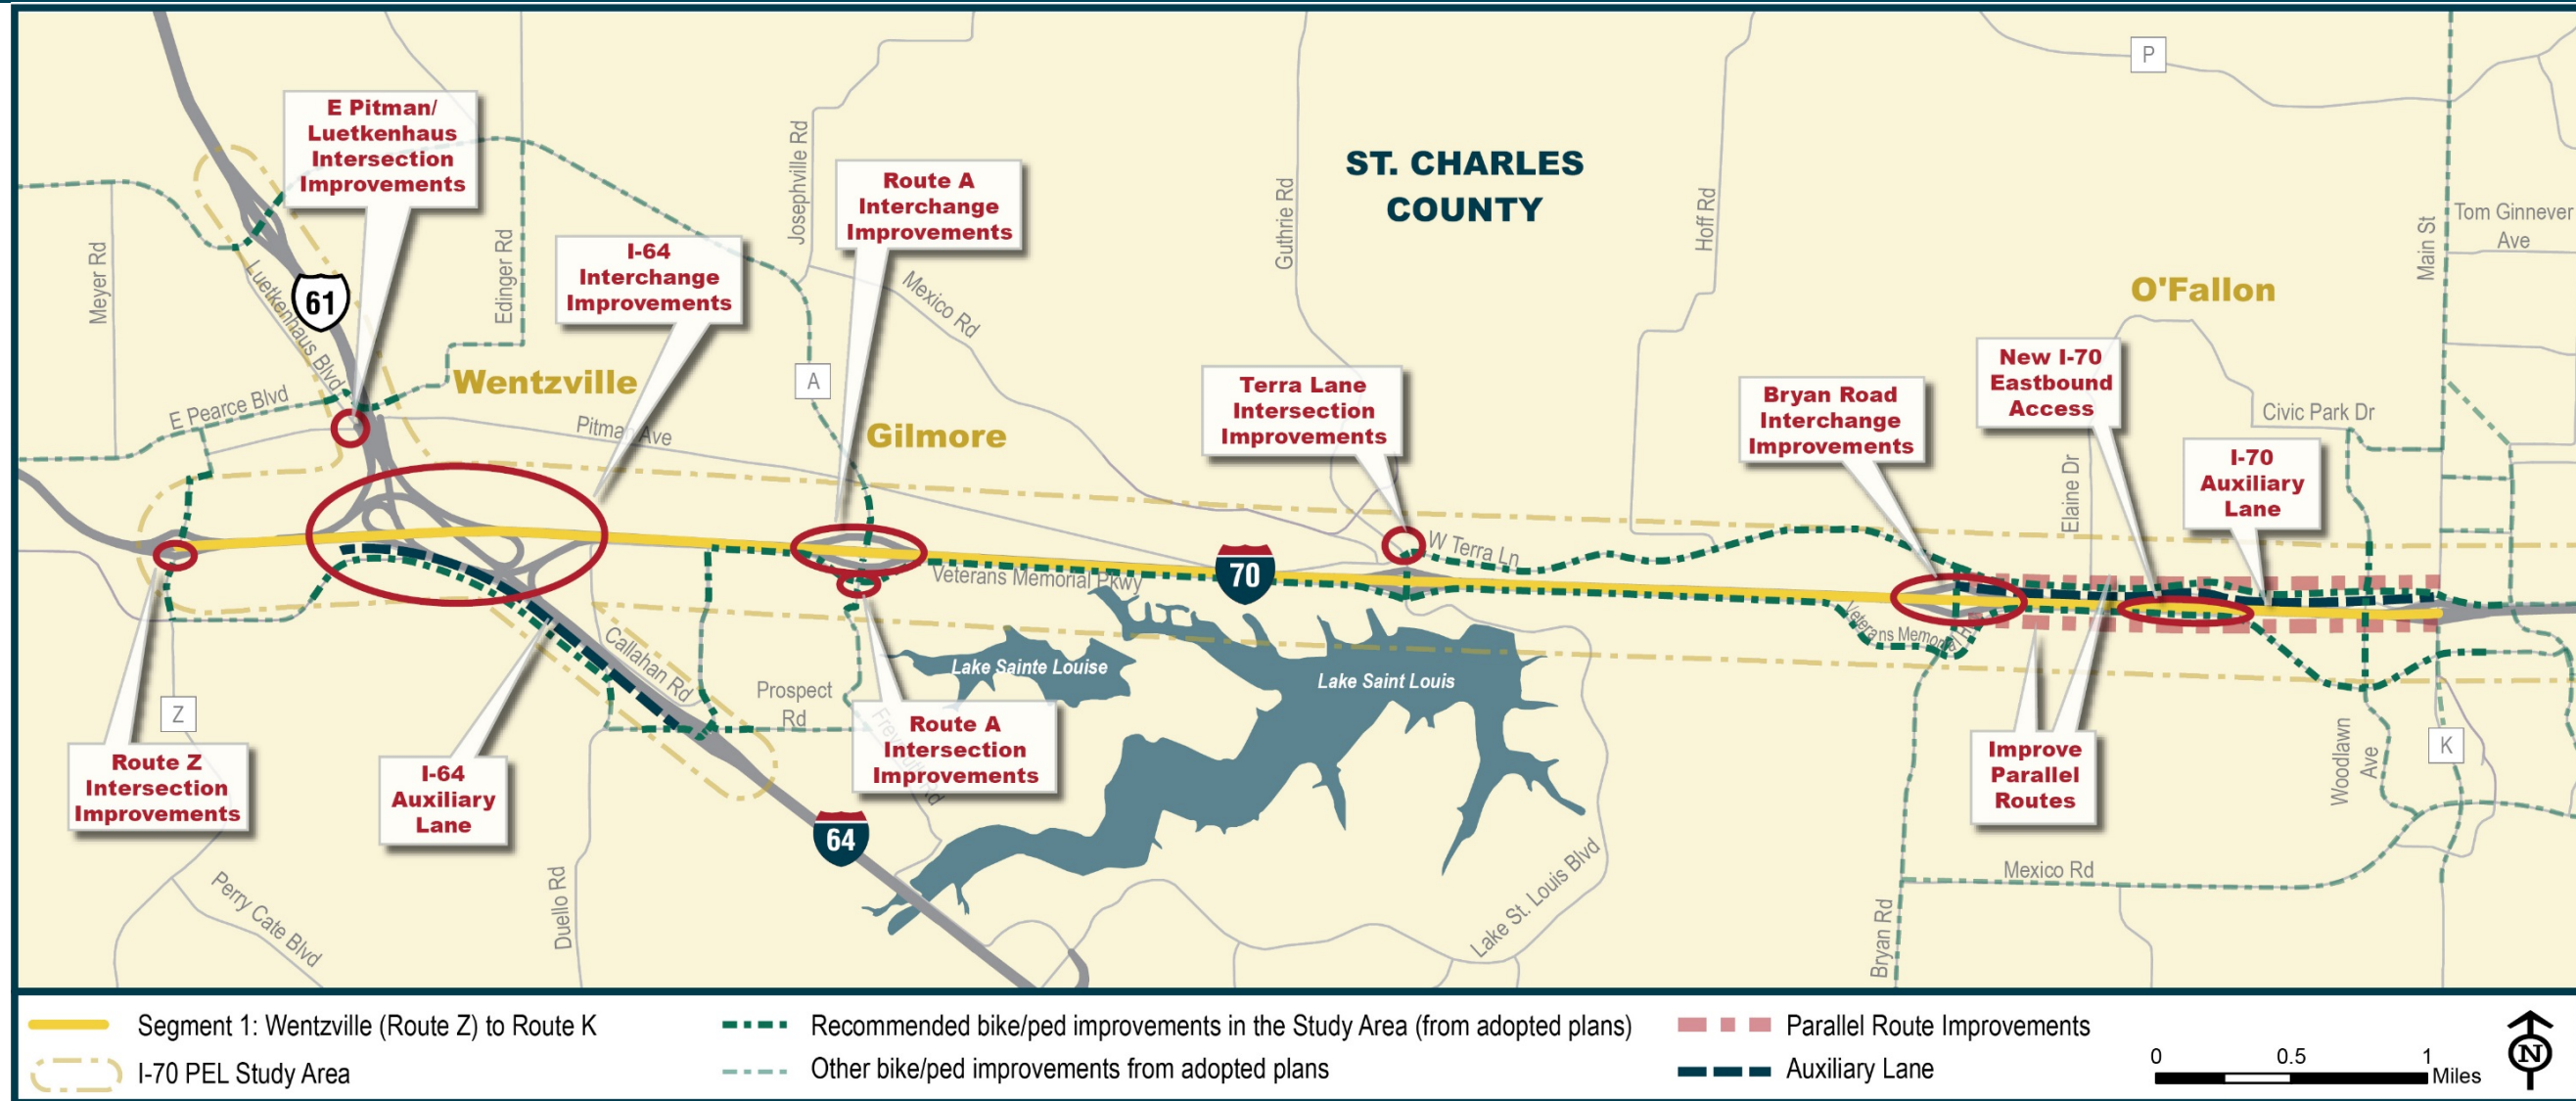 P
E Pitman/
Luetkenhaus
Intersection
Improvements
Josephville Rd
Route A
Interchange
Improvements
Guthrie Rd
ST. CHARLES
COUNTY
Hoff Rd
Main St
Tom Ginnever
Ave
Meyer Rd
Luetkenhaus Blvd
61
Edinger Rd
I-64
Interchange
Improvements
Mexico Rd
O'Fallon
New I-70
Eastbound
Access
Wentzville
A
Terra Lane
Intersection
Improvements
Bryan Road
Interchange
Improvements
E Pearce Blvd
Pitman Ave
Gilmore
Civic Park Dr
Elaine Dr
I-70
Auxiliary
Lane
W Terra Ln
70
Veterans Memorial Pkwy
Veterans Memorial
Callahan Rd
Lake Sainte Louise
Lake Saint Louis
Prospect
Rd
Z
Route A
Intersection
Improvements
Route Z
Intersection
Improvements
I-64
Auxiliary
Lane
Improve
Parallel
Routes
Woodlawn
Ave
K
64
Perry Cate Blvd
Duello Rd
Lake St. Louis Blvd
Bryan Rd
Mexico Rd
Segment 1: Wentzville (Route Z) to Route K
Recommended bike/ped improvements in the Study Area (from adopted plans)
Parallel Route Improvements
I-70 PEL Study Area
Other bike/ped improvements from adopted plans
Auxiliary Lane
0 0.5 1
Miles
N